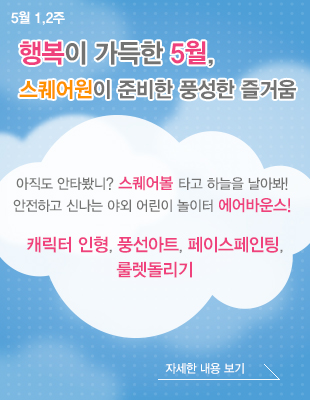 5월 1,2주
행복이 가득한 5월,
스퀘어원이 준비한 풍성한 즐거움
아직도 안타봤니? 스퀘어볼 타고 하늘을 날아봐!
안전하고 신나는 야외 어린이 놀이터 에어바운스!
캐릭터 인형, 풍선아트, 페이스페인팅,
룰렛돌리기
자세한 내용 보기